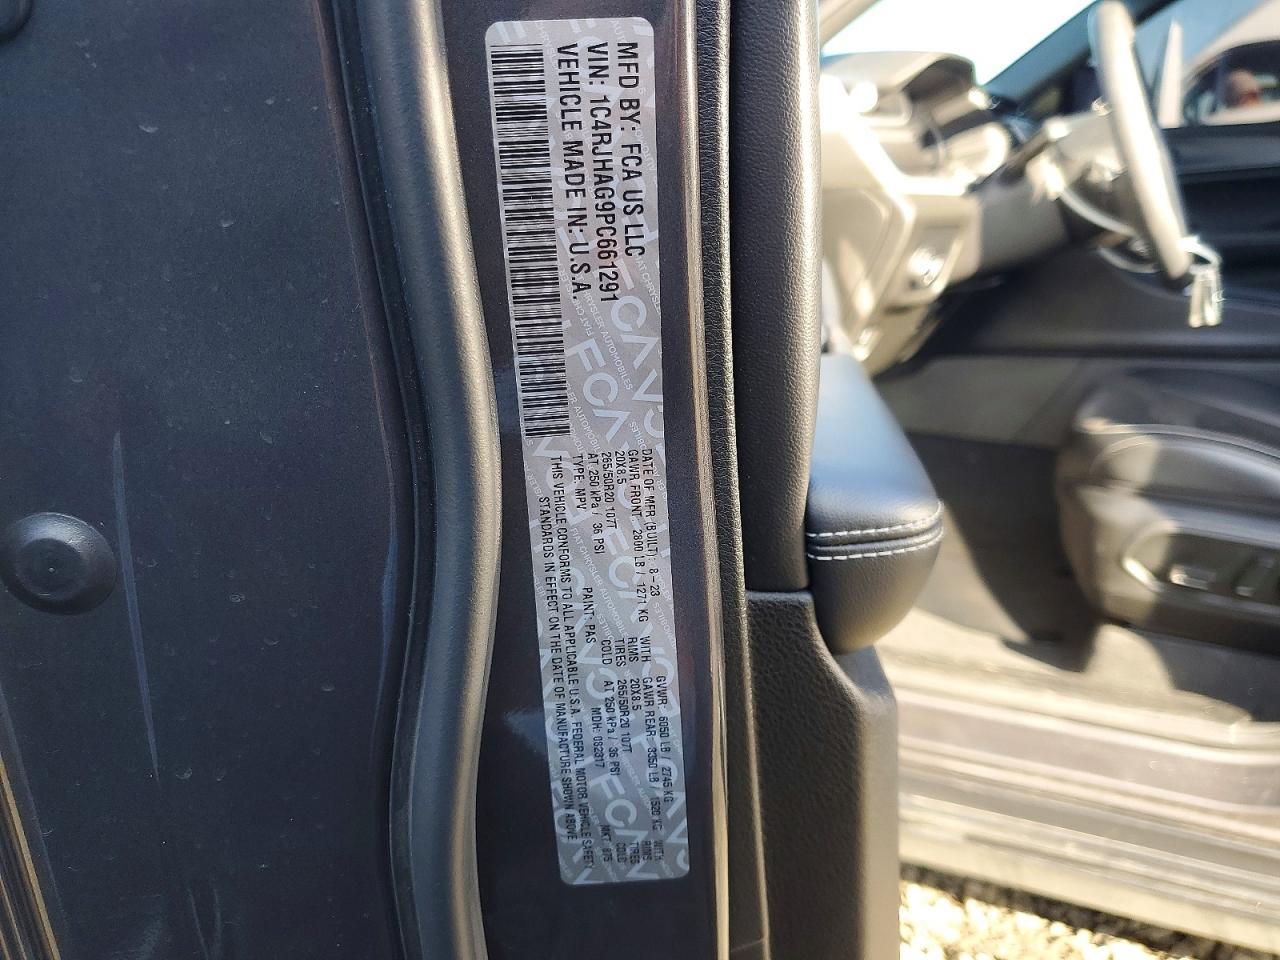 MFD BY: FCA US LLC
VIN: 1C4RJHAG9PC661291
VEHICLE MADE IN: U.S.A.
DATE OF MFR (BUILT): 8-23 GVWR: 6050 LB 2745 KG
GAWR FRONT 2800 LB / 1271 KG WITH GAWR REAR: 3350 LB / 1520 KG WITH
20X8.5 RIMS 20X8.5 RIMS
265/50R20 107T TIRES 265/50R20 107T TIRES
AT 250 kPa / 36 PSI COLD AT 250 kPa / 36 PSI COLD
TYPE: MPV PAINT: PAS MDH: 082317 MKT 875
THIS VEHICLE CONFORMS TO ALL APPLICABLE U.S.A. FEDERAL MOTOR VEHICLE SAFETY
STANDARDS IN EFFECT ON THE DATE OF MANUFACTURE SHOWN ABOVE